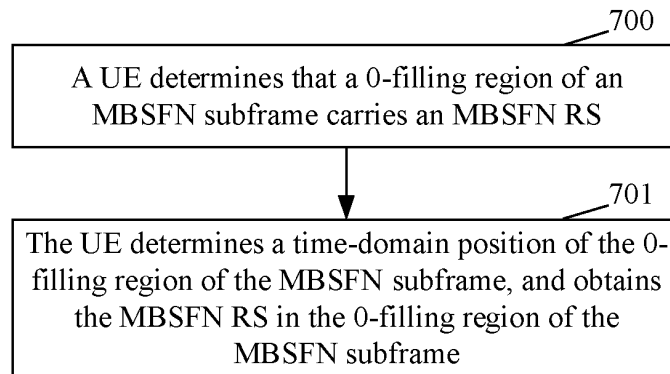 700
A UE determines that a 0-filling region of an
MBSFN subframe carries an MBSFN RS
701
The UE determines a time-domain position of the 0-
filling region of the MBSFN subframe, and obtains
the MBSFN RS in the 0-filling region of the
MBSFN subframe